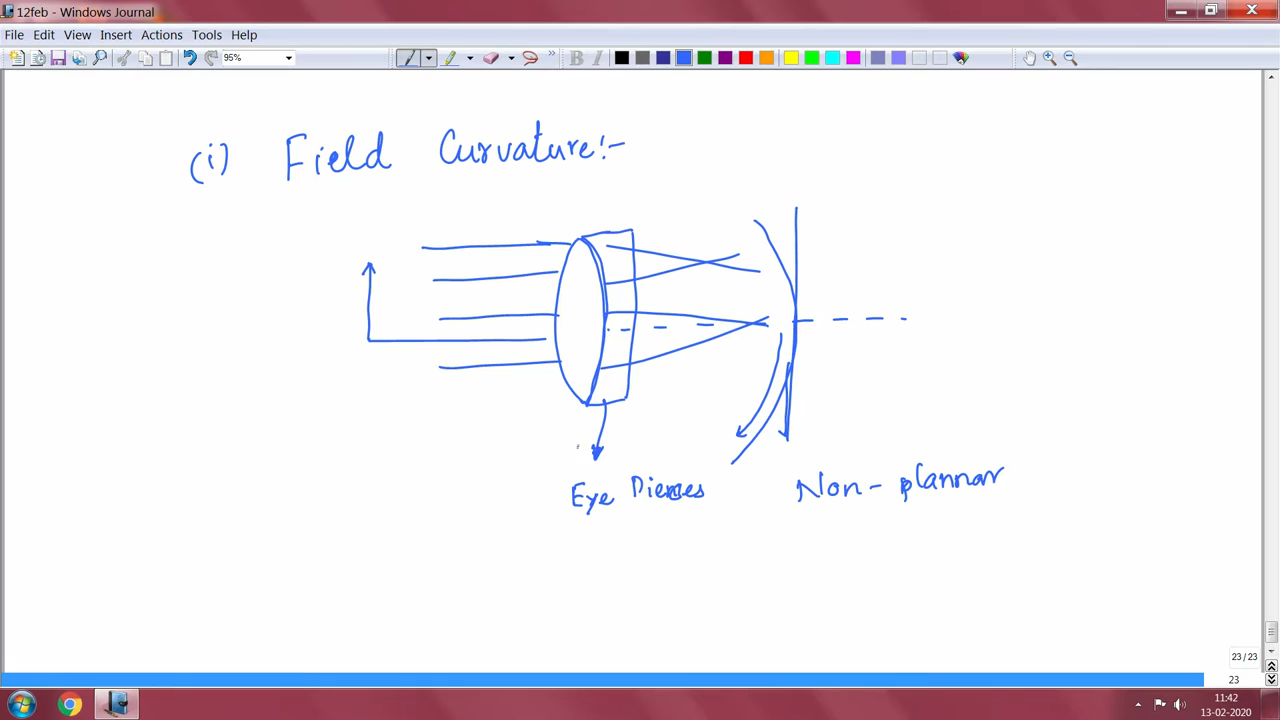 12feb - Windows Journal
File Edit View Insert Actions Tools Help
95%
B I
(i) Field Curvature:-
Eye Pieces
Non-plannar
23 / 23
23
11:42
13-02-2020